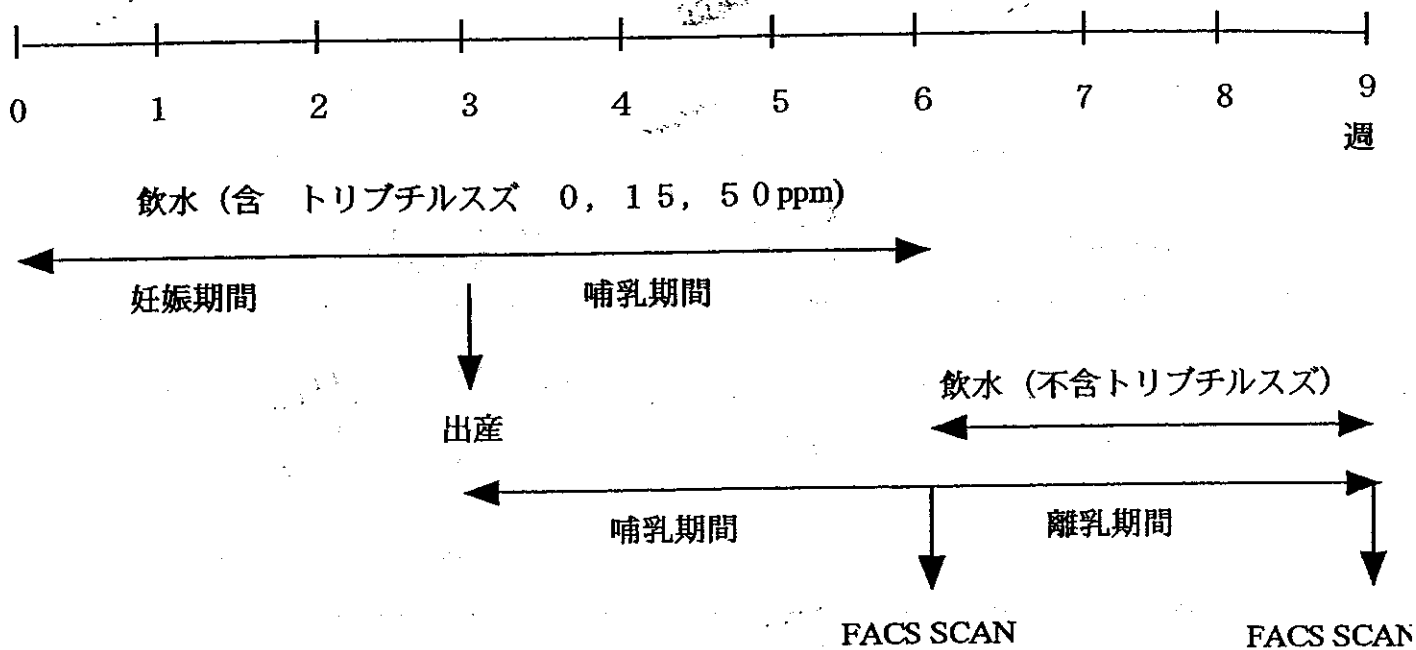 0 1 2 3 4 5 6 7 8 9
週
飲水（含　トリブチルスズ　０，１５，５０ppm）
妊娠期間 哺乳期間
飲水（不含トリブチルスズ）
出産
哺乳期間 離乳期間
FACS SCAN FACS SCAN